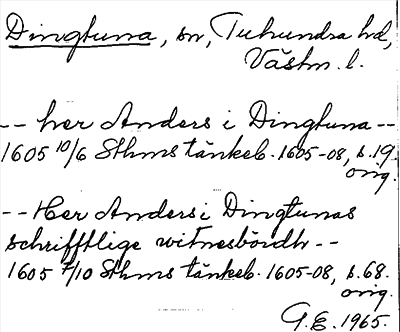 Dingtuna, sn, Tuhundra hd,
Västm. l.
-- her Anders i Dingtuna --
1605 10/6 Sthms tänkeb. 1605-08, s.19.
orig.
-- Her Anders i Dingtunas
schrifftlige witnesbördh --
1605 7/10 Sthms tänkeb. 1605-08, s.68.
orig.
G.E. 1965.